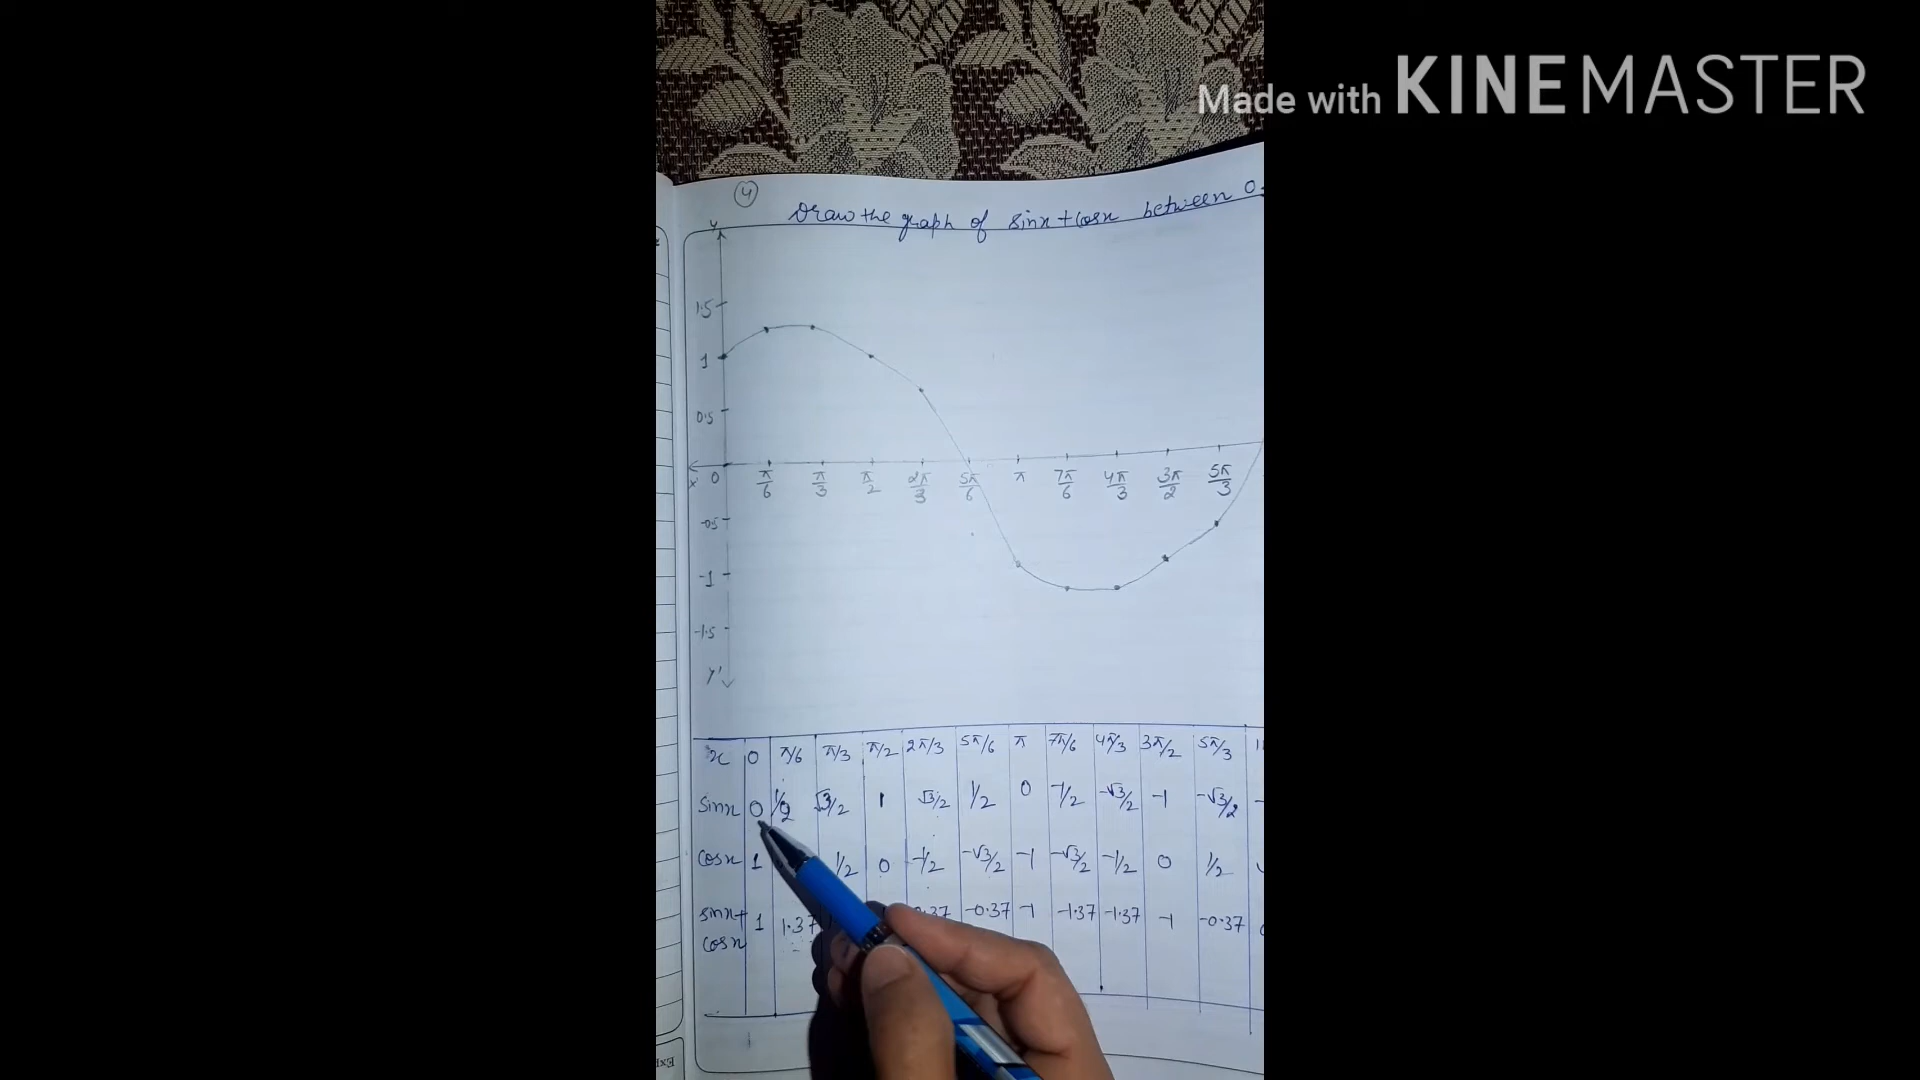 Made with KINEMASTER
4
Draw the graph of sinx + cosx between 0
y
1.5
1
0.5
x' 0 π/6 π/3 π/2 2π/3 5π/6 π 7π/6 4π/3 3π/2 5π/3
-0.5
-1
-1.5
y'
x 0 π/6 π/3 π/2 2π/3 5π/6 π 7π/6 4π/3 3π/2 5π/3
sinx 0 1/2 √3/2 1 √3/2 1/2 0 -1/2 -√3/2 -1 -√3/2
cosx 1 1/2 0 -1/2 -√3/2 -1 -√3/2 -1/2 0 1/2
sinx+ 1 1.37 0.37 -0.37 -1 -1.37 -1.37 -1 -0.37
cosx